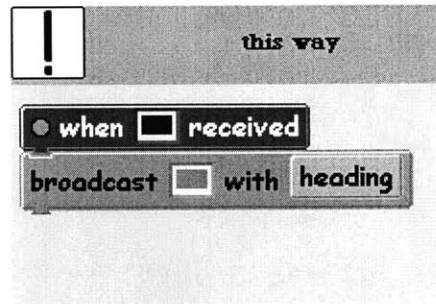 !
this way
when received
broadcast with heading